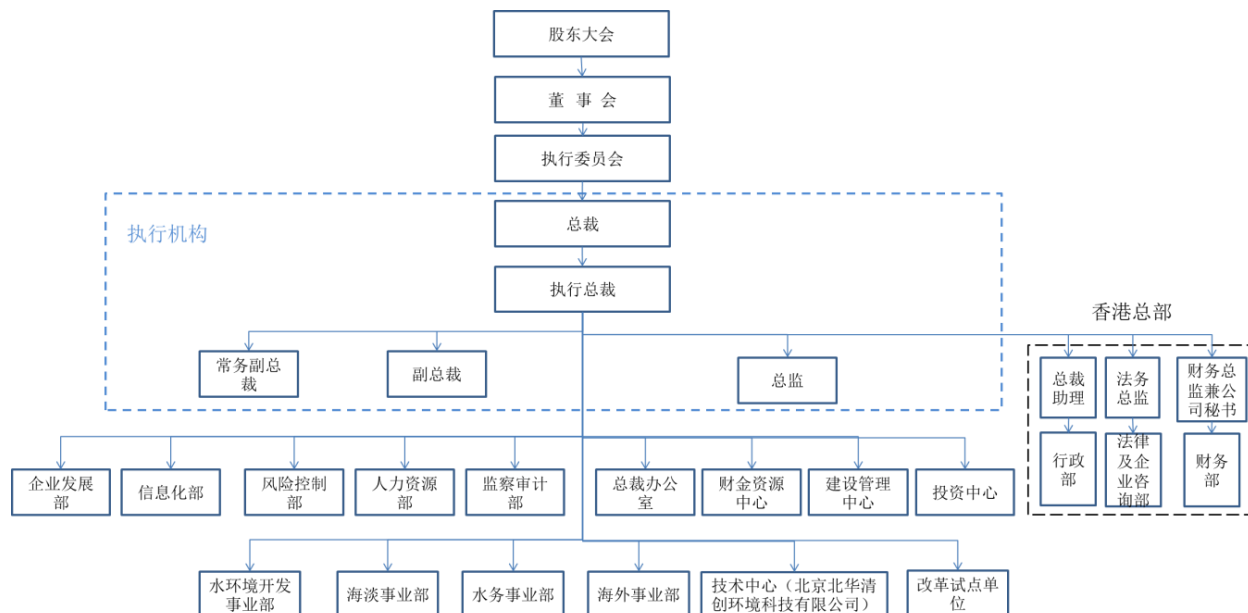 股东大会
董 事 会
执行委员会
执行机构
总裁
执行总裁
常务副总
裁
副总裁
总监
香港总部
总裁
助理
法务
总监
财务总
监兼公
司秘书
行政
部
法律
及企
业咨
询部
财务
部
企业发展
部
信息化部
风险控制
部
人力资源
部
监察审计
部
总裁办公
室
财金资源
中心
建设管理
中心
投资中心
水环境开发
事业部
海淡事业部
水务事业部
海外事业部
技术中心（北京北华清
创环境科技有限公司）
改革试点单
位